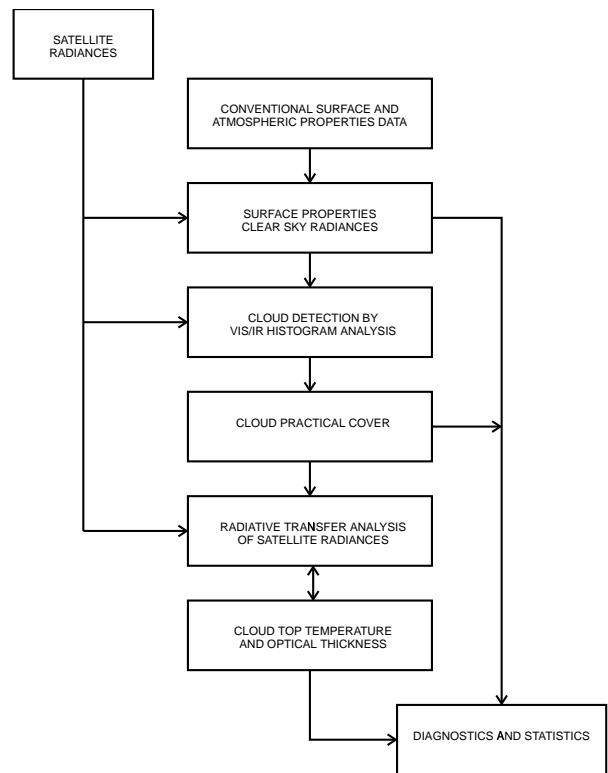 SATELLITE
RADIANCES
CONVENTIONAL SURFACE AND
ATMOSPHERIC PROPERTIES DATA
SURFACE PROPERTIES
CLEAR SKY RADIANCES
CLOUD DETECTION BY
VIS/IR HISTOGRAM ANALYSIS
CLOUD PRACTICAL COVER
RADIATIVE TRANSFER ANALYSIS
OF SATELLITE RADIANCES
CLOUD TOP TEMPERATURE
AND OPTICAL THICKNESS
DIAGNOSTICS AND STATISTICS